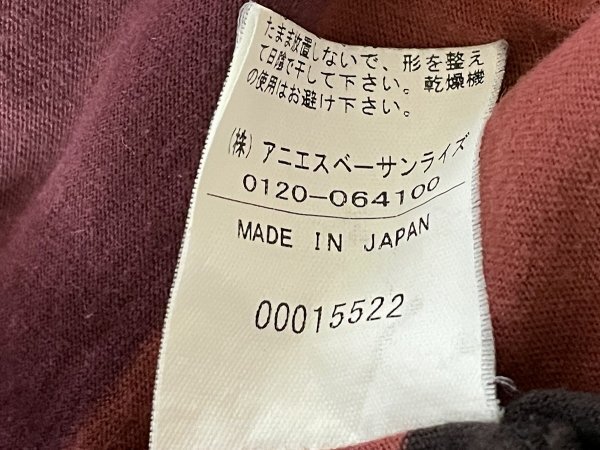 たまま放置しないで、形を整え
て日陰で干して下さい。乾燥機
の使用はお避け下さい。
(株)アニエスベーサンライズ
0120-064100
MADE IN JAPAN
00015522